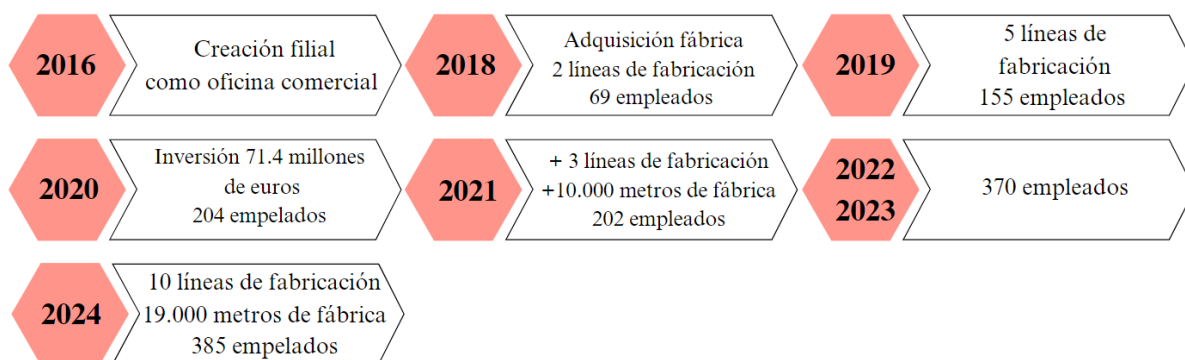 2016
Creación filial
como oficina comercial
2018
Adquisición fábrica
2 líneas de fabricación
69 empleados
2019
5 líneas de
fabricación
155 empleados
2020
Inversión 71.4 millones
de euros
204 empelados
2021
+ 3 líneas de fabricación
+10.000 metros de fábrica
202 empleados
2022
2023
370 empleados
2024
10 líneas de fabricación
19.000 metros de fábrica
385 empelados